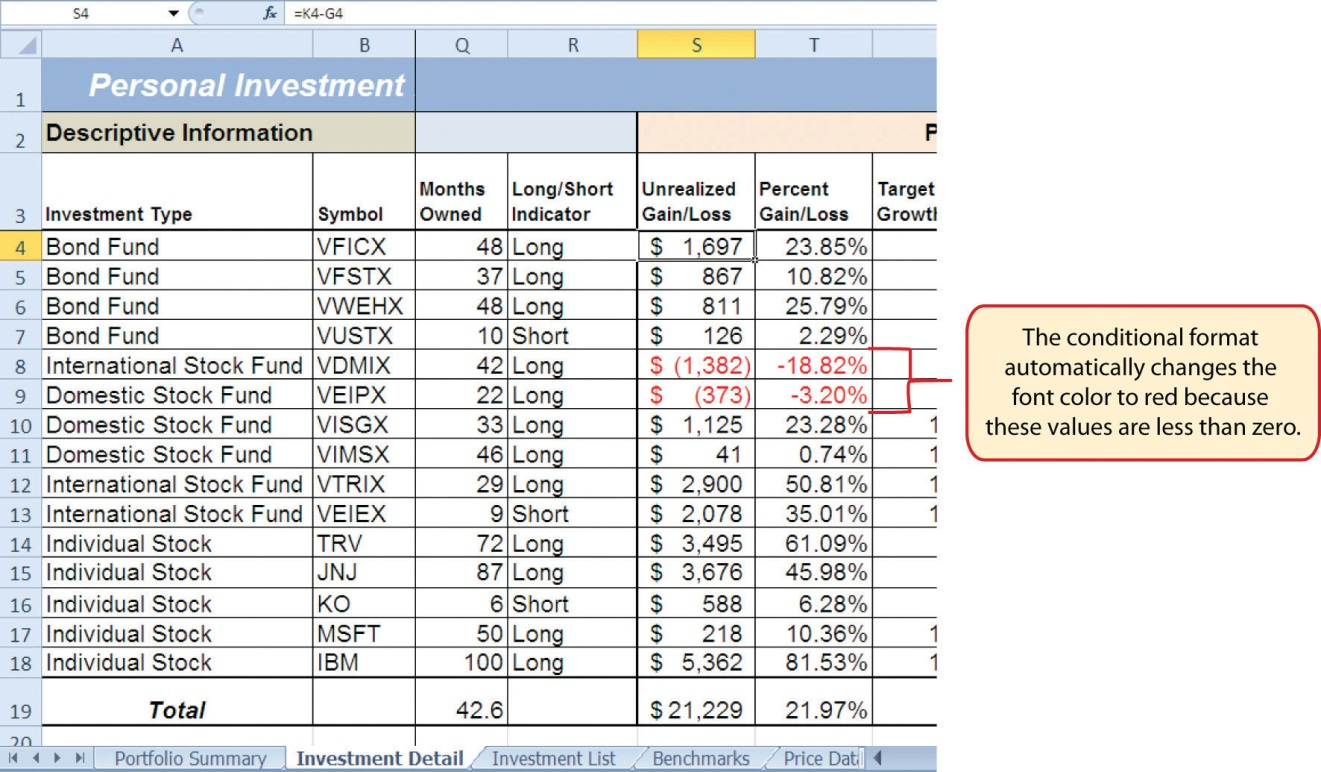 S4 fx =K4-G4
A B Q R S T
1 Personal Investment
2 Descriptive Information P
Months Long/Short Unrealized Percent Target
3 Investment Type Symbol Owned Indicator Gain/Loss Gain/Loss Growth
4 Bond Fund VFICX 48 Long $ 1,697 23.85%
5 Bond Fund VFSTX 37 Long $ 867 10.82%
6 Bond Fund VWEHX 48 Long $ 811 25.79%
7 Bond Fund VUSTX 10 Short $ 126 2.29%
8 International Stock Fund VDMIX 42 Long $ (1,382) -18.82%
9 Domestic Stock Fund VEIPX 22 Long $ (373) -3.20%
10 Domestic Stock Fund VISGX 33 Long $ 1,125 23.28% 1
11 Domestic Stock Fund VIMSX 46 Long $ 41 0.74% 1
12 International Stock Fund VTRIX 29 Long $ 2,900 50.81% 1
13 International Stock Fund VEIEX 9 Short $ 2,078 35.01% 1
14 Individual Stock TRV 72 Long $ 3,495 61.09%
15 Individual Stock JNJ 87 Long $ 3,676 45.98%
16 Individual Stock KO 6 Short $ 588 6.28%
17 Individual Stock MSFT 50 Long $ 218 10.36% 1
18 Individual Stock IBM 100 Long $ 5,362 81.53% 1
19 Total 42.6 $ 21,229 21.97%
20
Portfolio Summary Investment Detail Investment List Benchmarks Price Data
The conditional format
automatically changes the
font color to red because
these values are less than zero.